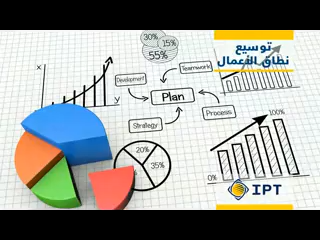 توسيع
نطاق الأعمال
30%
15%
55%
x
y
Development
Teamwork
Plan
Strategy
Process
20%
35%
100%
0%
IPT